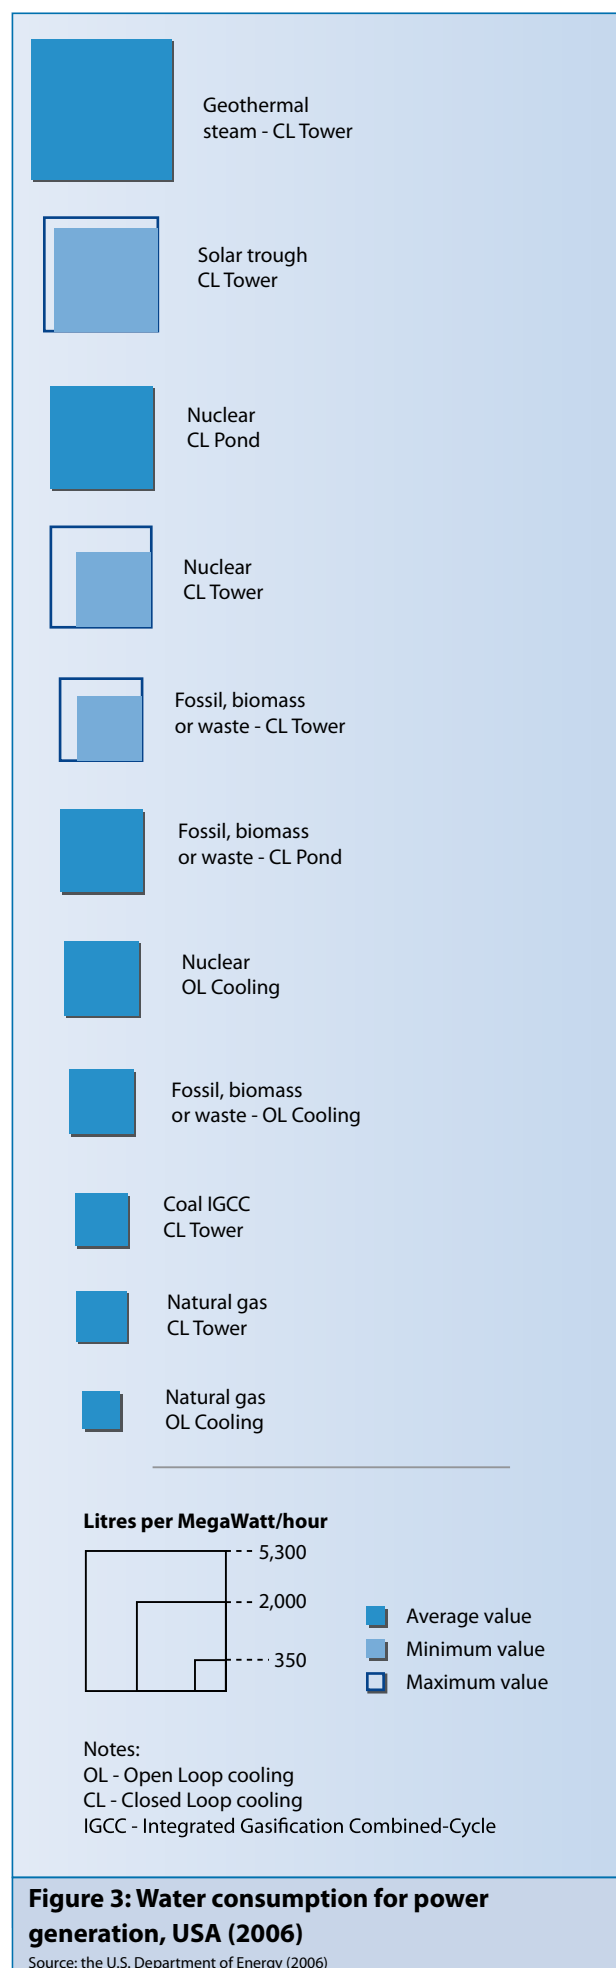 Geothermal
steam - CL Tower
Solar trough
CL Tower
Nuclear
CL Pond
Nuclear
CL Tower
Fossil, biomass
or waste - CL Tower
Fossil, biomass
or waste - CL Pond
Nuclear
OL Cooling
Fossil, biomass
or waste - OL Cooling
Coal IGCC
CL Tower
Natural gas
CL Tower
Natural gas
OL Cooling
Litres per MegaWatt/hour
5,300
2,000
350
Average value
Minimum value
Maximum value
Notes:
OL - Open Loop cooling
CL - Closed Loop cooling
IGCC - Integrated Gasification Combined-Cycle
Figure 3: Water consumption for power
generation, USA (2006)
Source: the U.S. Department of Energy (2006)